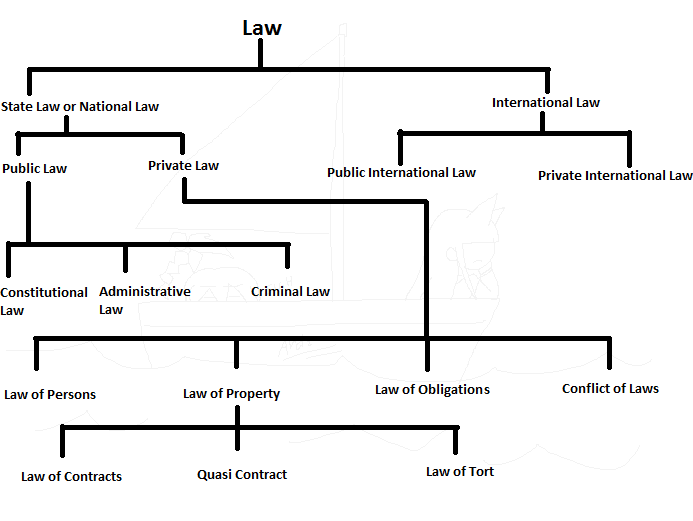 Law
State Law or National Law
International Law
Public Law
Private Law
Public International Law
Private International Law
Constitutional
Law
Administrative
Law
Criminal Law
Law of Persons
Law of Property
Law of Obligations
Conflict of Laws
Law of Contracts
Quasi Contract
Law of Tort